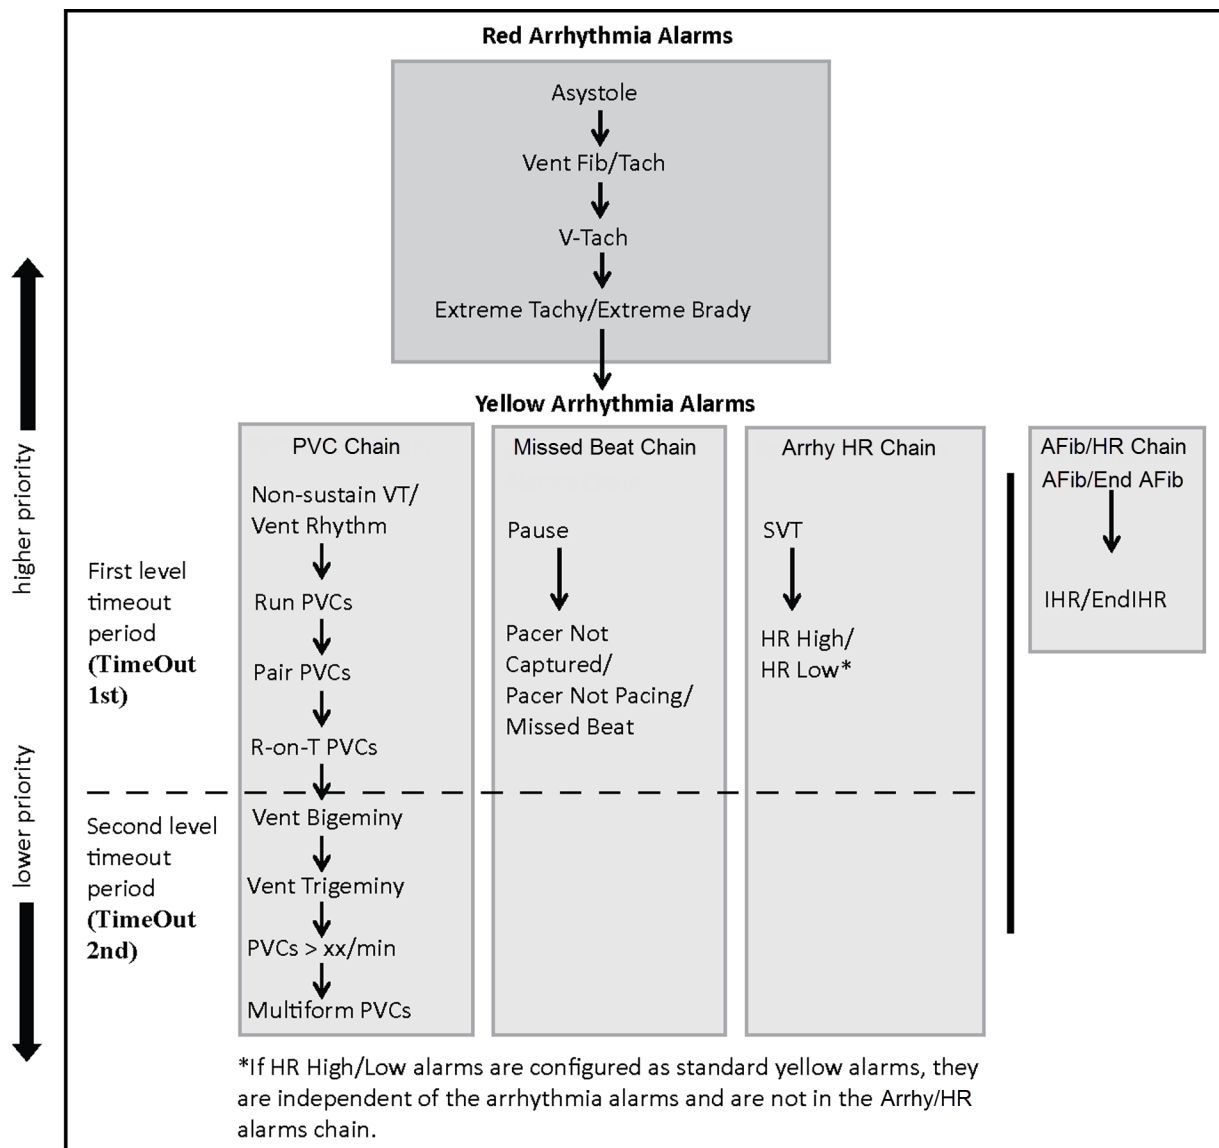 Red Arrhythmia Alarms
Asystole
Vent Fib/Tach
V-Tach
Extreme Tachy/Extreme Brady
Yellow Arrhythmia Alarms
higher priority
lower priority
First level
timeout
period
(TimeOut
1st)
Second level
timeout
period
(TimeOut
2nd)
PVC Chain
Non-sustain VT/
Vent Rhythm
Run PVCs
Pair PVCs
R-on-T PVCs
Vent Bigeminy
Vent Trigeminy
PVCs > xx/min
Multiform PVCs
Missed Beat Chain
Pause
Pacer Not
Captured/
Pacer Not Pacing/
Missed Beat
Arrhy HR Chain
SVT
HR High/
HR Low*
AFib/HR Chain
AFib/End AFib
IHR/EndIHR
*If HR High/Low alarms are configured as standard yellow alarms, they
are independent of the arrhythmia alarms and are not in the Arrhy/HR
alarms chain.